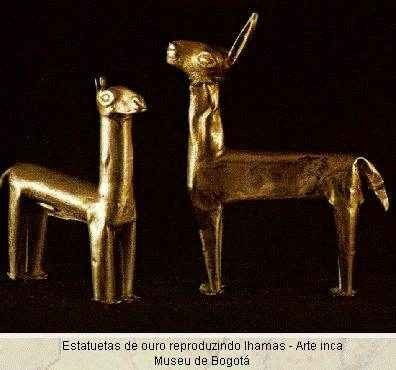 Estatuetas de ouro reproduzindo lhamas - Arte inca
Museu de Bogotá